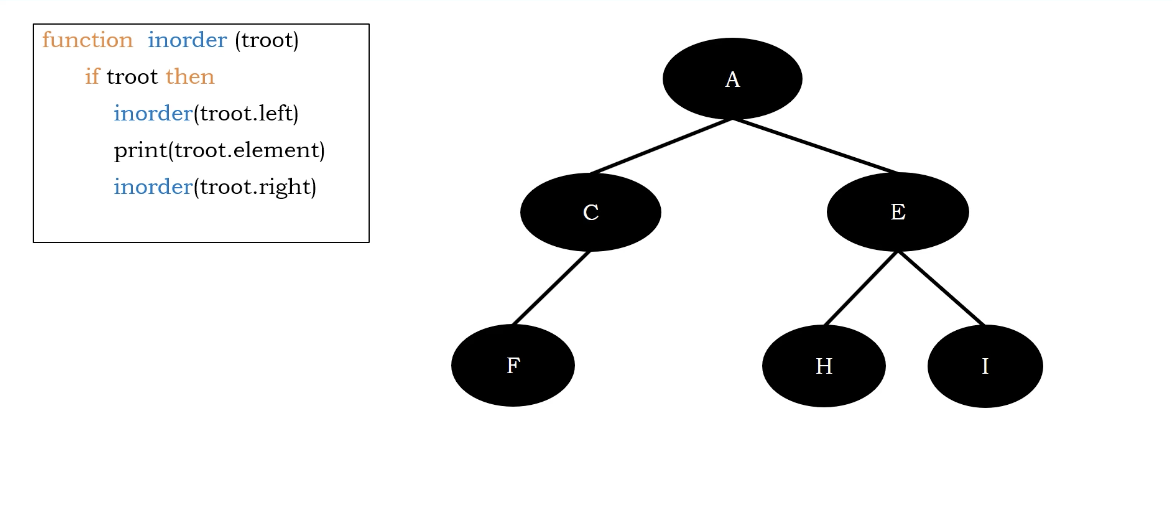 function inorder (troot)
if troot then
inorder(troot.left)
print(troot.element)
inorder(troot.right)
A
C
E
F
H
I